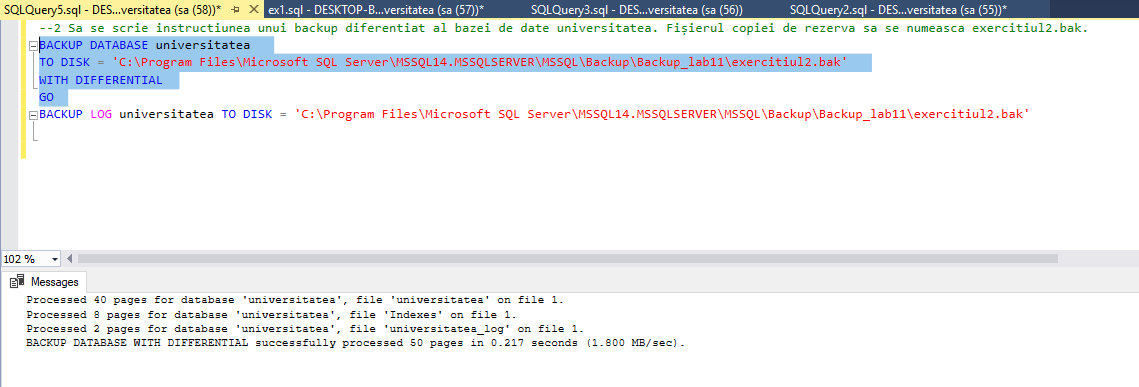 SQLQuery5.sql - DES...versitatea (sa (58))* ex1.sql - DESKTOP-B...versitatea (sa (57))* SQLQuery3.sql - DES...versitatea (sa (56)) SQLQuery2.sql - DES...versitatea (sa (55))*
--2 Sa se scrie instructiunea unui backup diferentiat al bazei de date universitatea. Fișierul copiei de rezerva sa se numeasca exercitiul2.bak.
BACKUP DATABASE universitatea
TO DISK = 'C:\Program Files\Microsoft SQL Server\MSSQL14.MSSQLSERVER\MSSQL\Backup\Backup_lab11\exercitiul2.bak'
WITH DIFFERENTIAL
GO
BACKUP LOG universitatea TO DISK = 'C:\Program Files\Microsoft SQL Server\MSSQL14.MSSQLSERVER\MSSQL\Backup\Backup_lab11\exercitiul2.bak'
102 %
Messages
Processed 40 pages for database 'universitatea', file 'universitatea' on file 1.
Processed 8 pages for database 'universitatea', file 'Indexes' on file 1.
Processed 2 pages for database 'universitatea', file 'universitatea_log' on file 1.
BACKUP DATABASE WITH DIFFERENTIAL successfully processed 50 pages in 0.217 seconds (1.800 MB/sec).